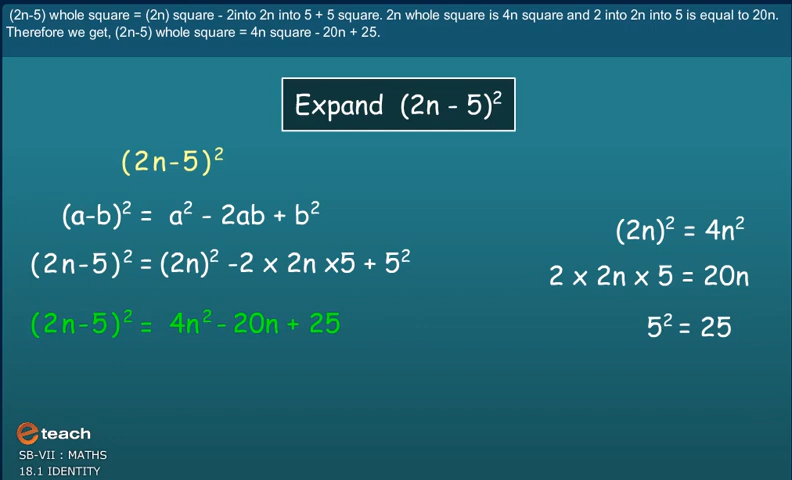 (2n-5) whole square = (2n) square - 2into 2n into 5 + 5 square. 2n whole square is 4n square and 2 into 2n into 5 is equal to 20n.
Therefore we get, (2n-5) whole square = 4n square - 20n + 25.
Expand (2n - 5)²
(2n-5)²
(a-b)² = a² - 2ab + b²
(2n-5)² = (2n)² -2 x 2n x5 + 5²
(2n-5)² = 4n² - 20n + 25
(2n)² = 4n²
2 x 2n x 5 = 20n
5² = 25
e teach
SB-VII : MATHS
18.1 IDENTITY